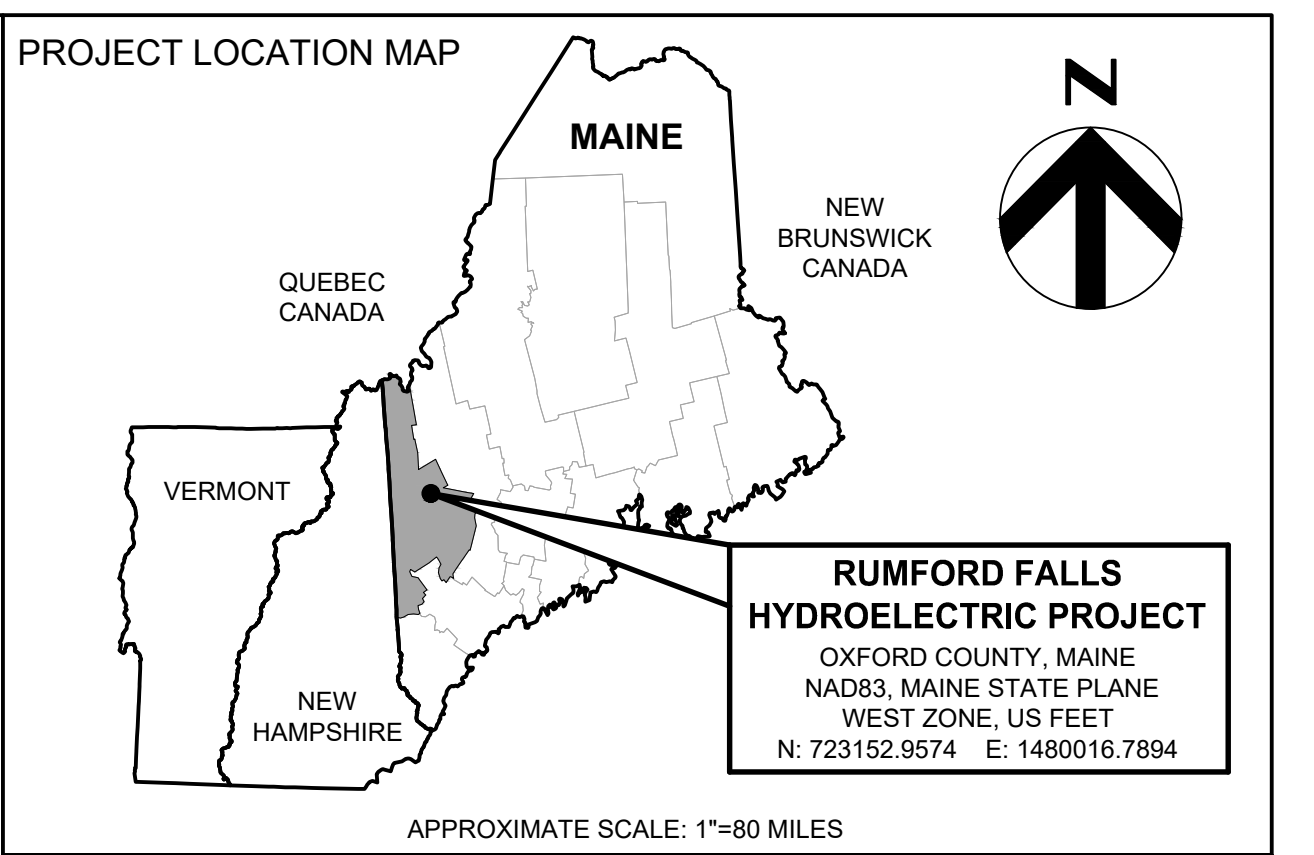 PROJECT LOCATION MAP
N
MAINE
NEW
BRUNSWICK
CANADA
QUEBEC
CANADA
VERMONT
NEW
HAMPSHIRE
RUMFORD FALLS
HYDROELECTRIC PROJECT
OXFORD COUNTY, MAINE
NAD83, MAINE STATE PLANE
WEST ZONE, US FEET
N: 723152.9574 E: 1480016.7894
APPROXIMATE SCALE: 1"=80 MILES